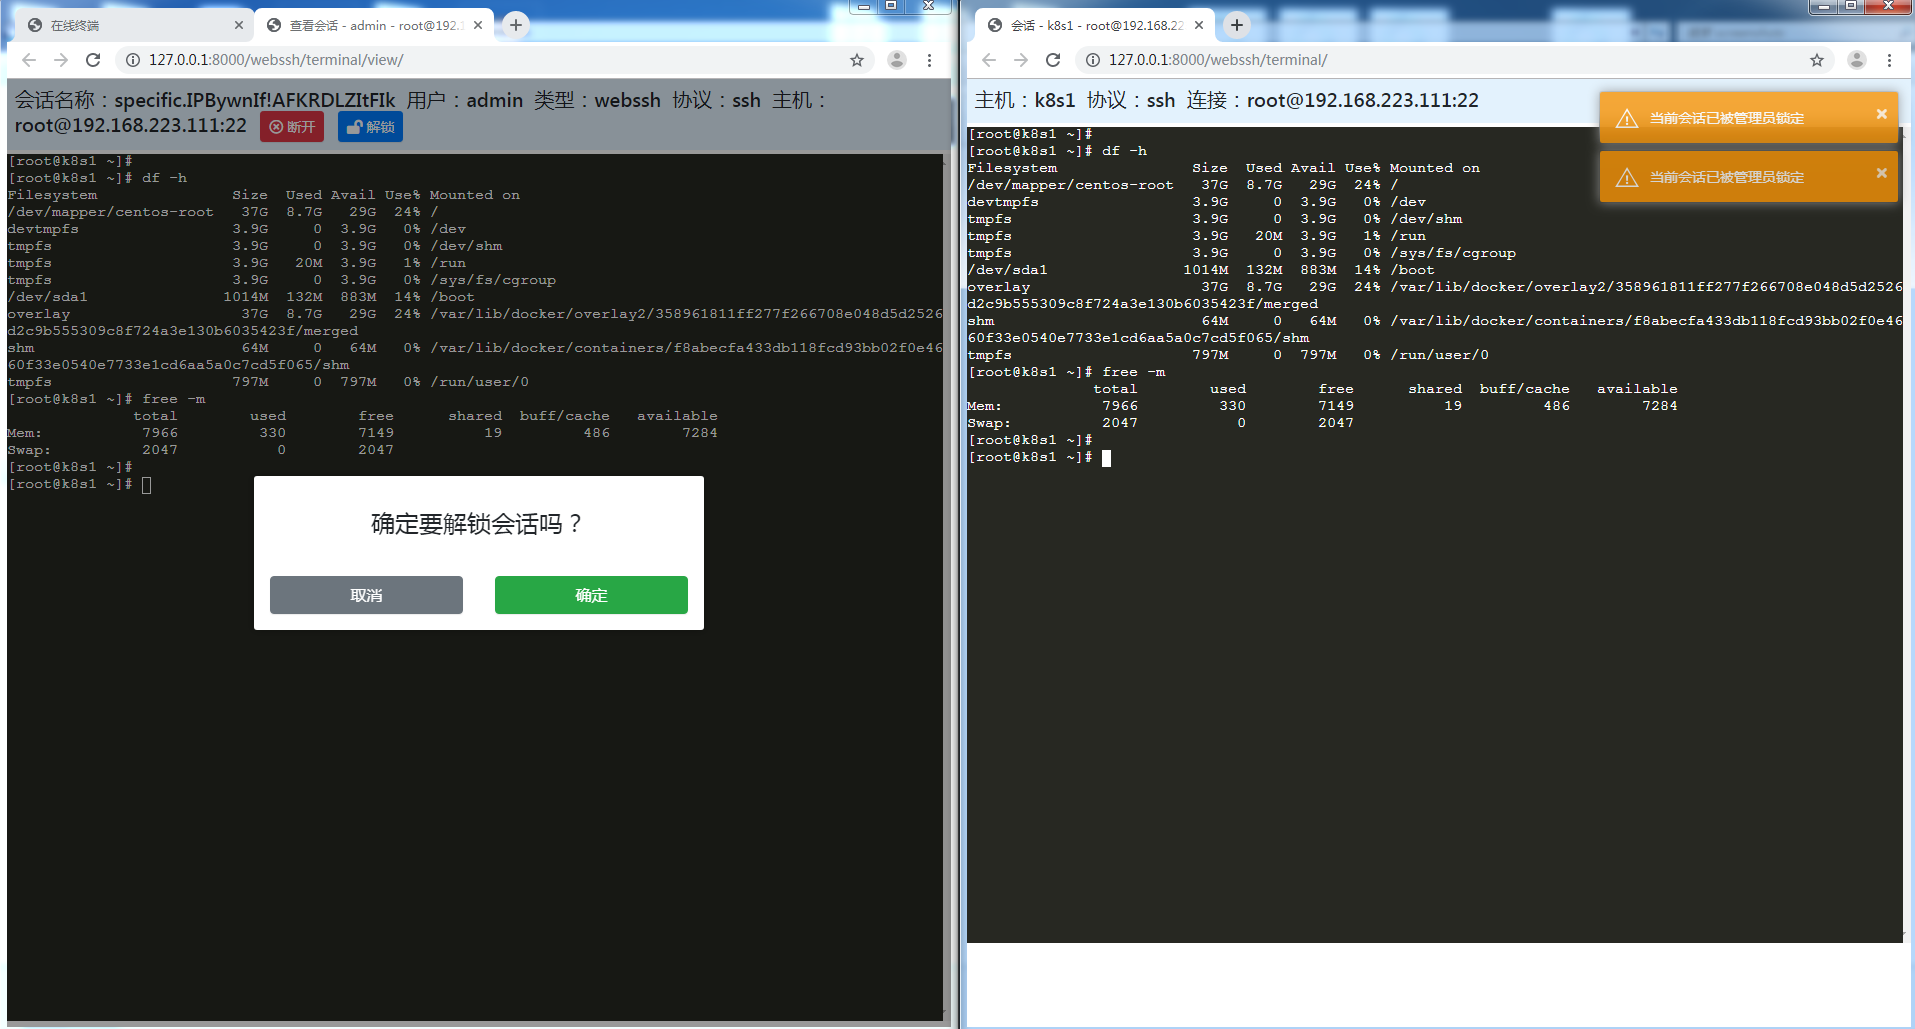 在线终端
查看会话 - admin - root@192.1
127.0.0.1:8000/webssh/terminal/view/
会话名称：specific.IPBywnIf!AFKRDLZItFIk 用户：admin 类型：webssh 协议：ssh 主机：
root@192.168.223.111:22 断开 解锁
[root@k8s1 ~]#
[root@k8s1 ~]# df -h
Filesystem Size Used Avail Use% Mounted on
/dev/mapper/centos-root 37G 8.7G 29G 24% /
devtmpfs 3.9G 0 3.9G 0% /dev
tmpfs 3.9G 0 3.9G 0% /dev/shm
tmpfs 3.9G 20M 3.9G 1% /run
tmpfs 3.9G 0 3.9G 0% /sys/fs/cgroup
/dev/sda1 1014M 132M 883M 14% /boot
overlay 37G 8.7G 29G 24% /var/lib/docker/overlay2/358961811ff277f266708e048d5d2526
d2c9b555309c8f724a3e130b6035423f/merged
shm 64M 0 64M 0% /var/lib/docker/containers/f8abecfa433db118fcd93bb02f0e46
60f33e0540e7733e1cd6aa5a0c7cd5f065/shm
tmpfs 797M 0 797M 0% /run/user/0
[root@k8s1 ~]# free -m
total used free shared buff/cache available
Mem: 7966 330 7149 19 486 7284
Swap: 2047 0 2047
[root@k8s1 ~]#
[root@k8s1 ~]#
确定要解锁会话吗？
取消 确定
会话 - k8s1 - root@192.168.22
127.0.0.1:8000/webssh/terminal/
主机：k8s1 协议：ssh 连接：root@192.168.223.111:22
当前会话已被管理员锁定
当前会话已被管理员锁定
[root@k8s1 ~]#
[root@k8s1 ~]# df -h
Filesystem Size Used Avail Use% Mounted on
/dev/mapper/centos-root 37G 8.7G 29G 24% /
devtmpfs 3.9G 0 3.9G 0% /dev
tmpfs 3.9G 0 3.9G 0% /dev/shm
tmpfs 3.9G 20M 3.9G 1% /run
tmpfs 3.9G 0 3.9G 0% /sys/fs/cgroup
/dev/sda1 1014M 132M 883M 14% /boot
overlay 37G 8.7G 29G 24% /var/lib/docker/overlay2/358961811ff277f266708e048d5d2526
d2c9b555309c8f724a3e130b6035423f/merged
shm 64M 0 64M 0% /var/lib/docker/containers/f8abecfa433db118fcd93bb02f0e46
60f33e0540e7733e1cd6aa5a0c7cd5f065/shm
tmpfs 797M 0 797M 0% /run/user/0
[root@k8s1 ~]# free -m
total used free shared buff/cache available
Mem: 7966 330 7149 19 486 7284
Swap: 2047 0 2047
[root@k8s1 ~]#
[root@k8s1 ~]#